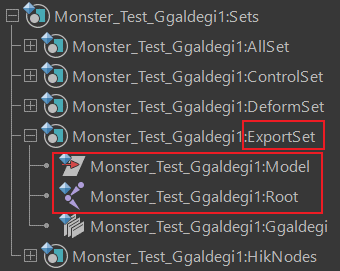 Monster_Test_Ggaldegi1:Sets
Monster_Test_Ggaldegi1:AllSet
Monster_Test_Ggaldegi1:ControlSet
Monster_Test_Ggaldegi1:DeformSet
Monster_Test_Ggaldegi1:ExportSet
Monster_Test_Ggaldegi1:Model
Monster_Test_Ggaldegi1:Root
Monster_Test_Ggaldegi1:Ggaldegi
Monster_Test_Ggaldegi1:HikNodes